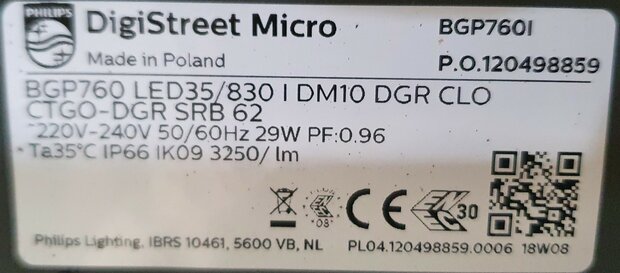 PHILIPS
DigiStreet Micro BGP760I
Made in Poland P.O.120498859
BGP760 LED35/830 I DM10 DGR CLO
CTGO-DGR SRB 62
~220V-240V 50/60Hz 29W PF:0.96
Ta35°C IP66 IK09 3250/ lm
08 CE ENEC 30
Philips Lighting, IBRS 10461, 5600 VB, NL PL04.120498859.0006 18W08